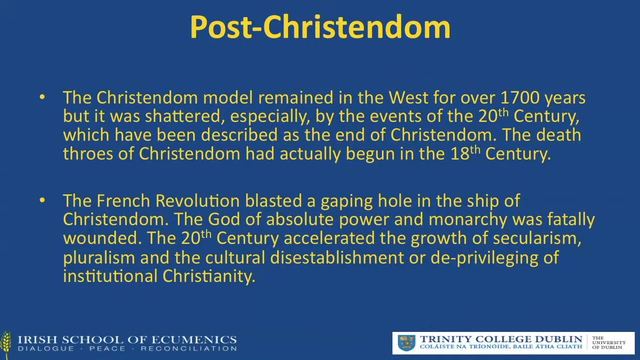 Post-Christendom
• The Christendom model remained in the West for over 1700 years
but it was shattered, especially, by the events of the 20th Century,
which have been described as the end of Christendom. The death
throes of Christendom had actually begun in the 18th Century.
• The French Revolution blasted a gaping hole in the ship of
Christendom. The God of absolute power and monarchy was fatally
wounded. The 20th Century accelerated the growth of secularism,
pluralism and the cultural disestablishment or de-privileging of
institutional Christianity.
IRISH SCHOOL OF ECUMENICS
DIALOGUE - PEACE - RECONCILIATION
TRINITY COLLEGE DUBLIN
COLÁISTE NA TRÍONÓIDE, BAILE ÁTHA CLIATH
THE
UNIVERSITY
OF DUBLIN